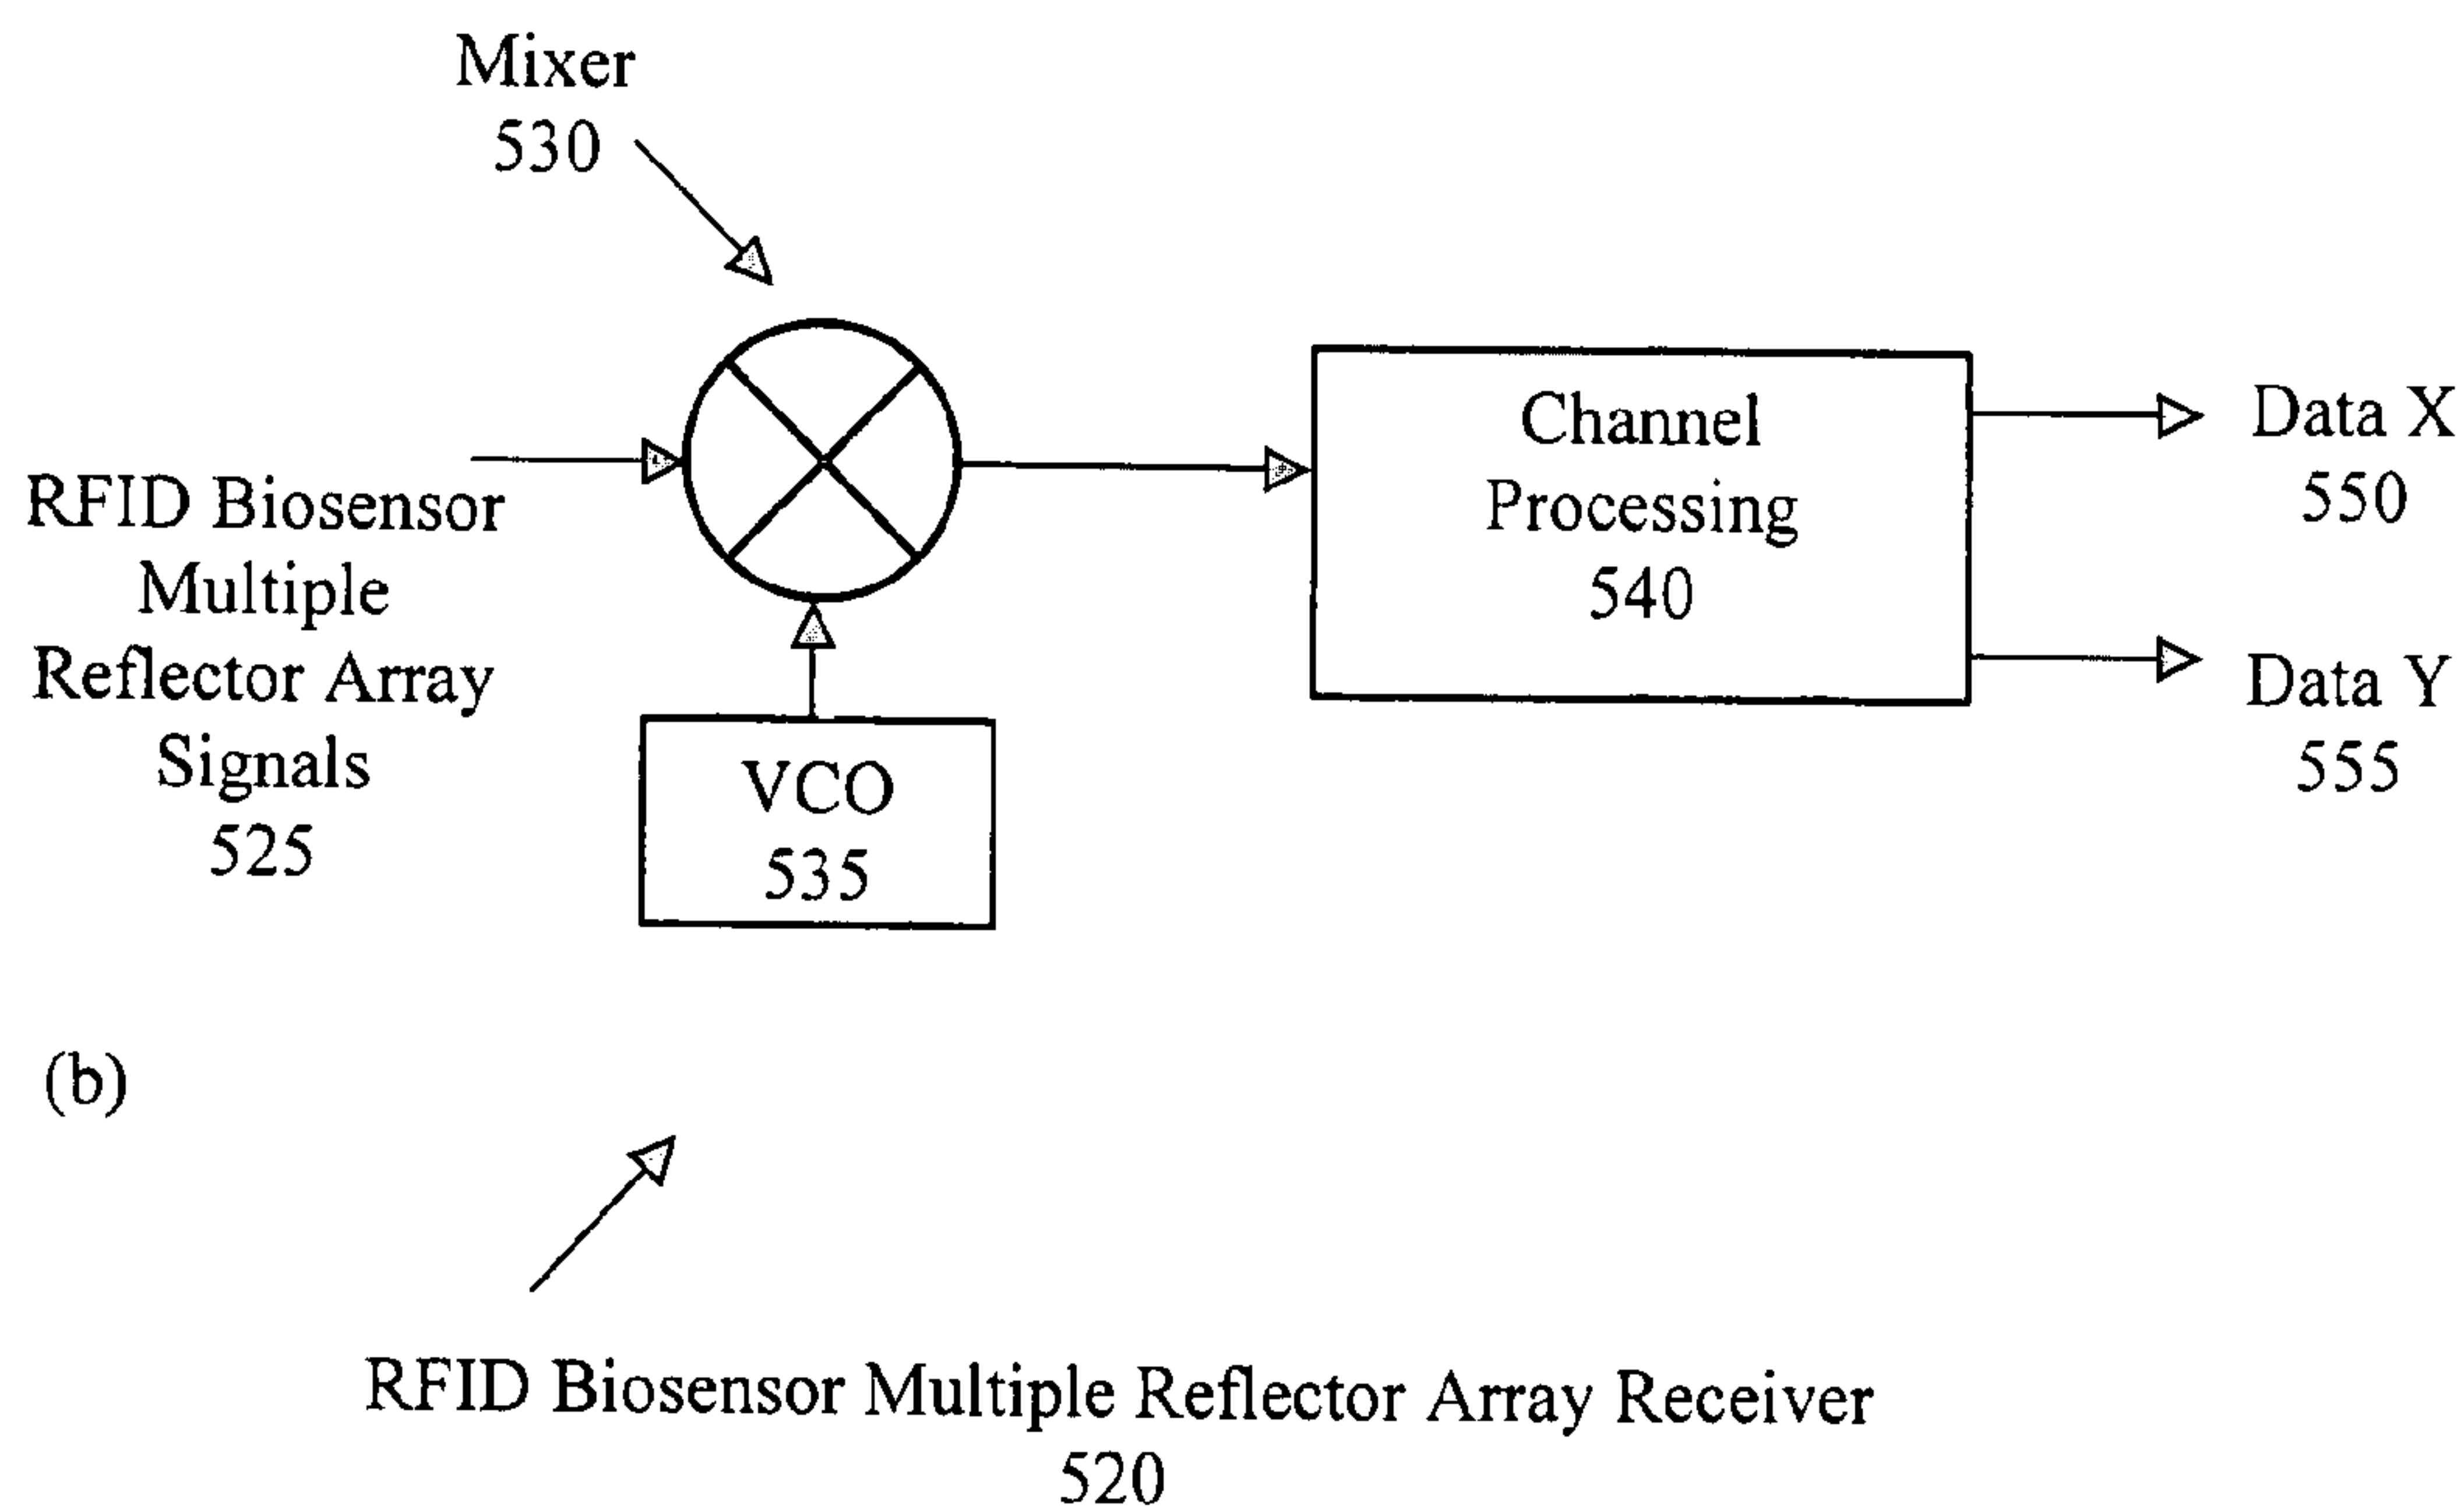 Mixer
530
RFID Biosensor
Multiple
Reflector Array
Signals
525
VCO
535
Channel
Processing
540
Data X
550
Data Y
555
(b)
RFID Biosensor Multiple Reflector Array Receiver
520